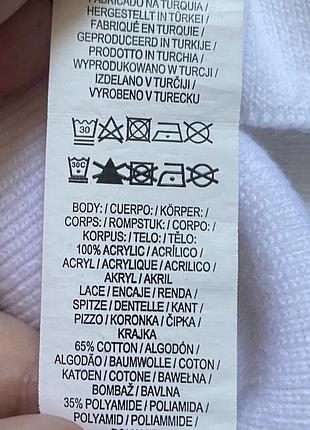 FABRICADO NA TURQUIA /
HERGESTELLT IN TÜRKEI /
FABRIQUÉ EN TURQUIE /
GEPRODUCEERD IN TURKIJE /
PRODOTTO IN TURCHIA /
WYPRODUKOWANO W TURCJI /
IZDELANO V TURČIJI /
VYROBENO V TURECKU
30
30C
BODY: / CUERPO: / KÖRPER: /
CORPS: / ROMPSTUK: / CORPO: /
KORPUS: / TELO: / TĚLO:
100% ACRYLIC / ACRÍLICO /
ACRYL / ACRYLIQUE / ACRILICO /
AKRYL / AKRIL
LACE / ENCAJE / RENDA /
SPITZE / DENTELLE / KANT /
PIZZO / KORONKA / ČIPKA /
KRAJKA
65% COTTON / ALGODÓN /
ALGODÃO / BAUMWOLLE / COTON /
KATOEN / COTONE / BAWEŁNA /
BOMBAŽ / BAVLNA
35% POLYAMIDE / POLIAMIDA /
POLYAMID / POLIAMMIDE /